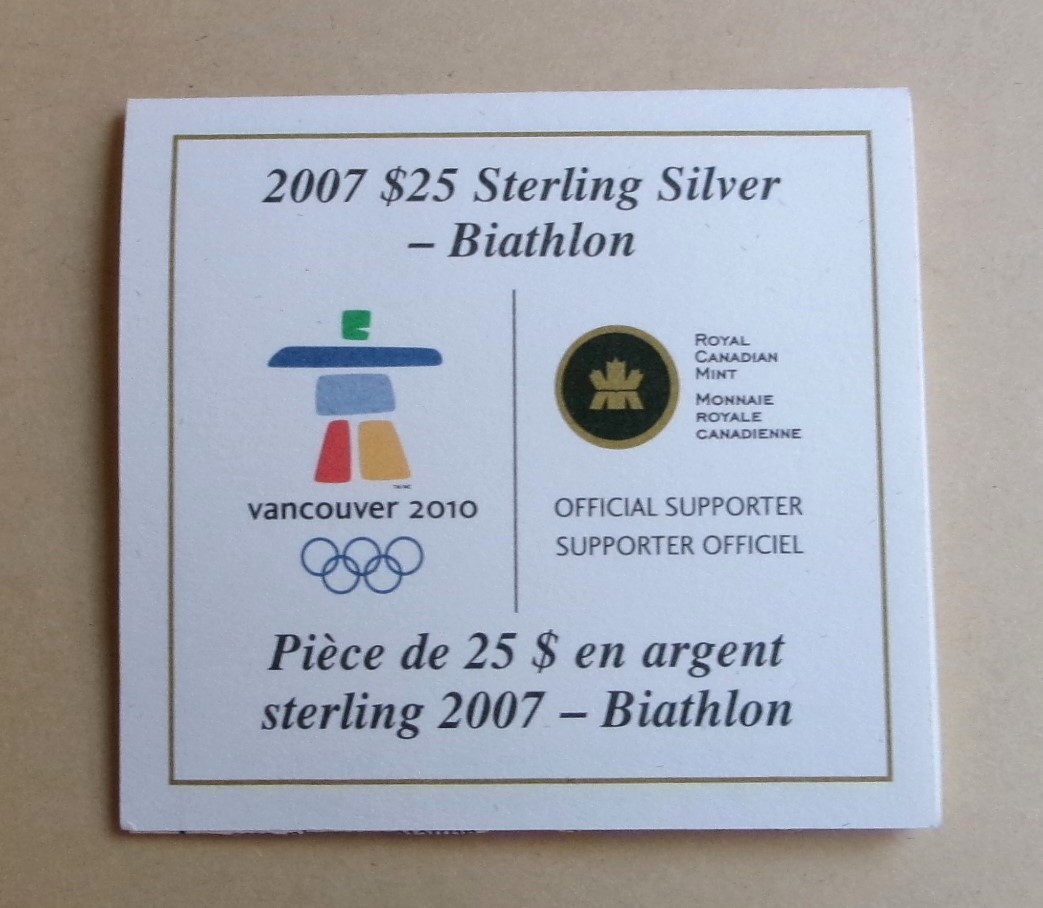 2007 $25 Sterling Silver
– Biathlon
vancouver 2010
ROYAL
CANADIAN
MINT
MONNAIE
ROYALE
CANADIENNE
OFFICIAL SUPPORTER
SUPPORTER OFFICIEL
Pièce de 25 $ en argent
sterling 2007 – Biathlon